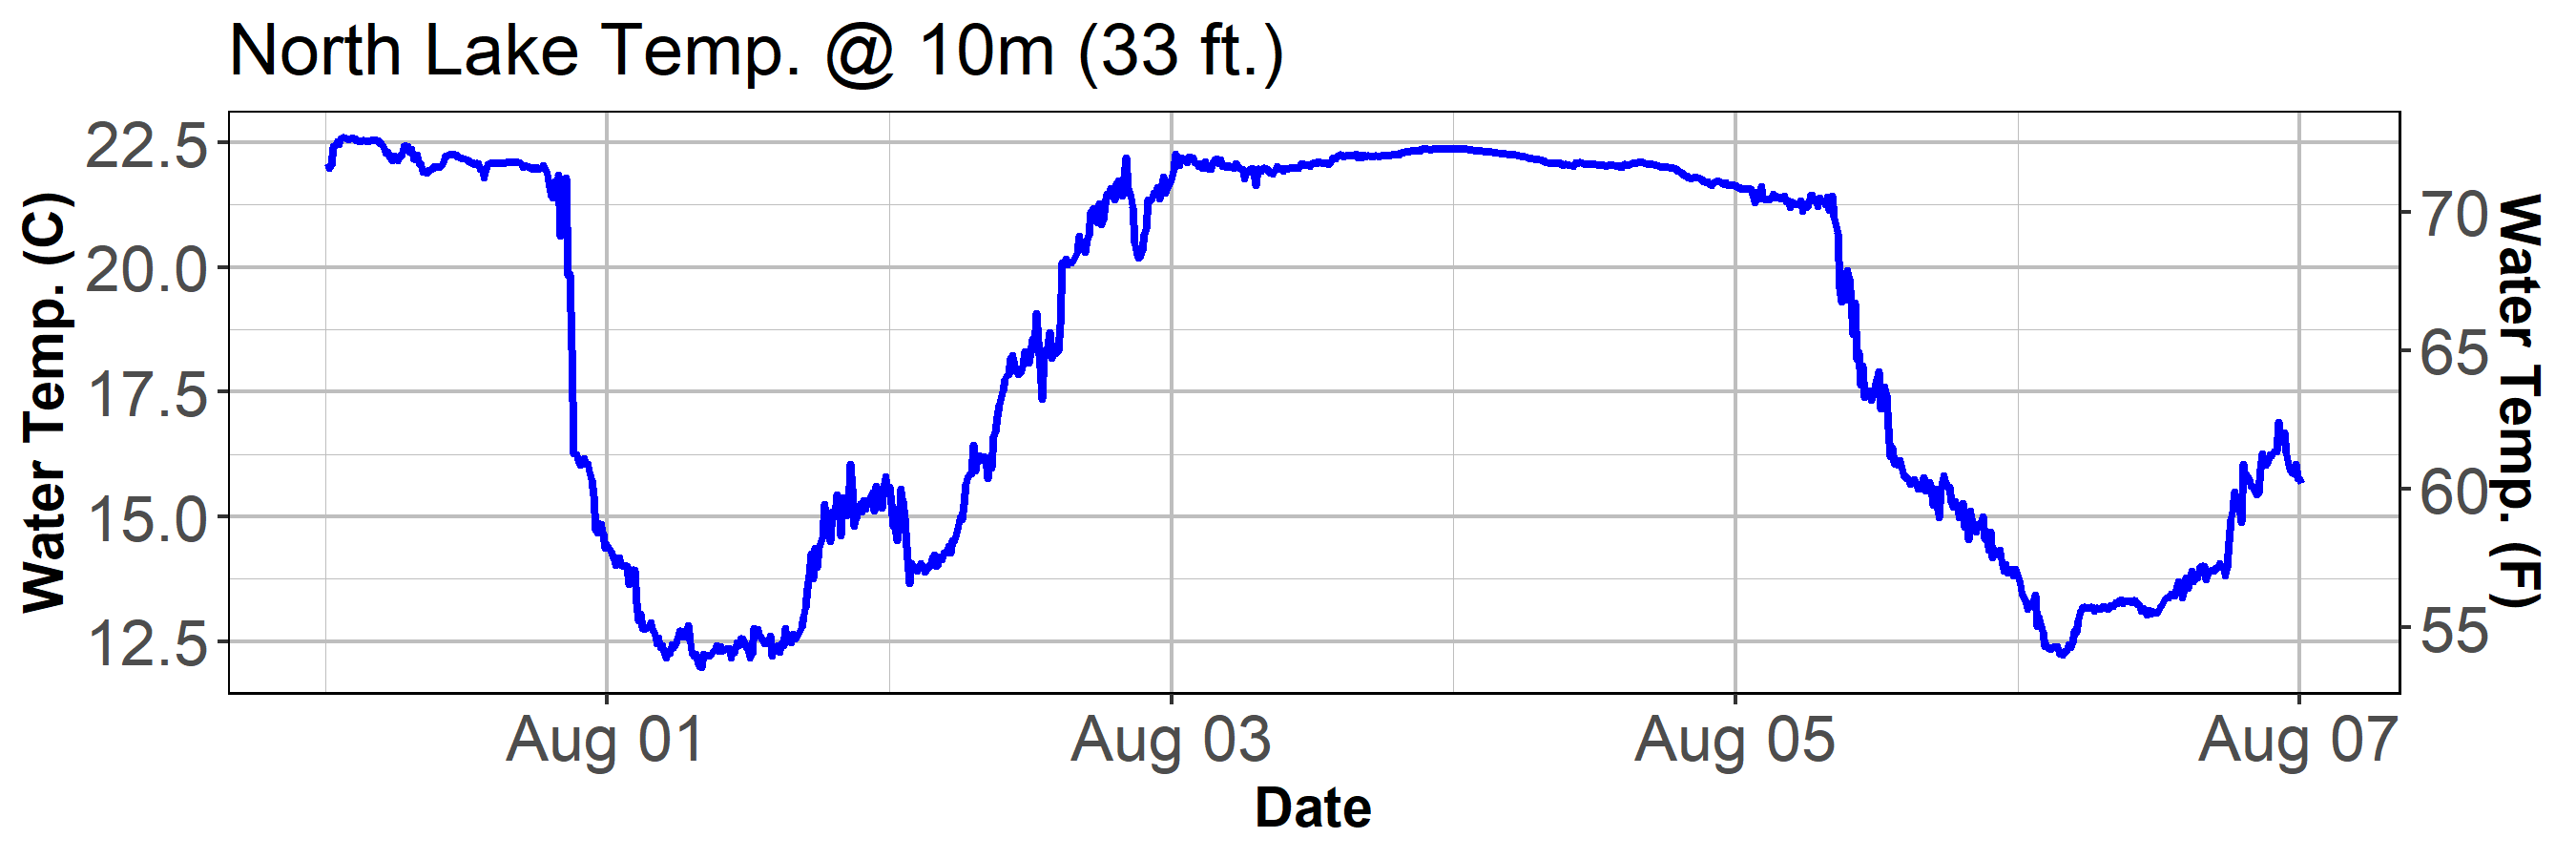 North Lake Temp. @ 10m (33 ft.)
Water Temp. (C)
22.5
20.0
17.5
15.0
12.5
70
65
60
55
Water Temp. (F)
Aug 01
Aug 03
Aug 05
Aug 07
Date